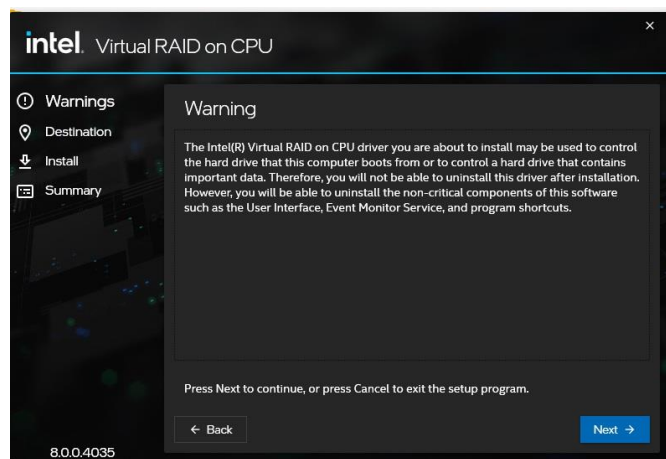 intel. Virtual RAID on CPU
Warnings
Destination
Install
Summary
Warning
The Intel(R) Virtual RAID on CPU driver you are about to install may be used to control
the hard drive that this computer boots from or to control a hard drive that contains
important data. Therefore, you will not be able to uninstall this driver after installation.
However, you will be able to uninstall the non-critical components of this software
such as the User Interface, Event Monitor Service, and program shortcuts.
Press Next to continue, or press Cancel to exit the setup program.
Back
Next
8.0.0.4035